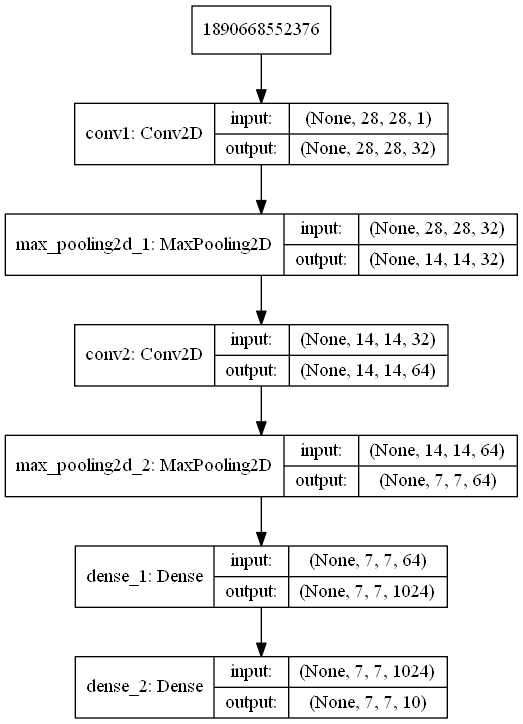 1890668552376
conv1: Conv2D
input: (None, 28, 28, 1)
output: (None, 28, 28, 32)
max_pooling2d_1: MaxPooling2D
input: (None, 28, 28, 32)
output: (None, 14, 14, 32)
conv2: Conv2D
input: (None, 14, 14, 32)
output: (None, 14, 14, 64)
max_pooling2d_2: MaxPooling2D
input: (None, 14, 14, 64)
output: (None, 7, 7, 64)
dense_1: Dense
input: (None, 7, 7, 64)
output: (None, 7, 7, 1024)
dense_2: Dense
input: (None, 7, 7, 1024)
output: (None, 7, 7, 10)